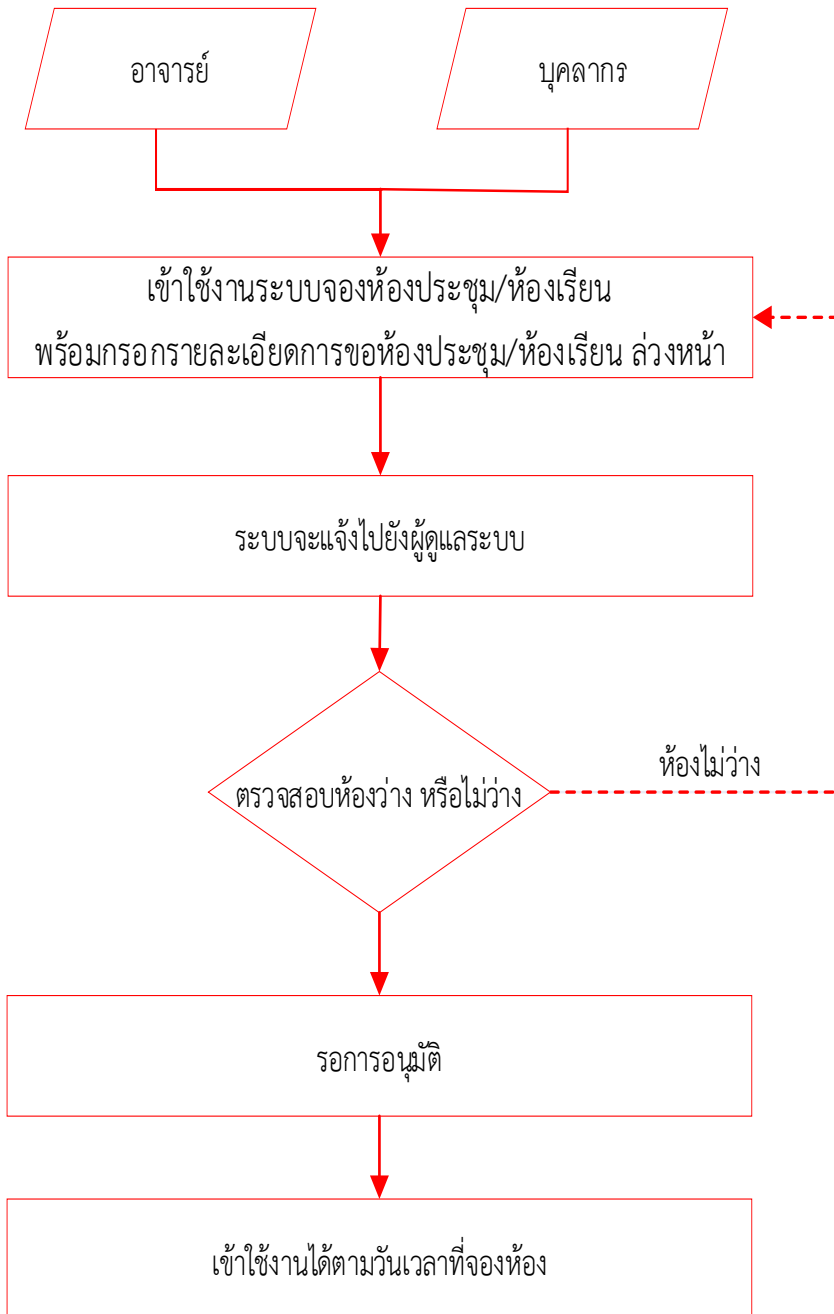 อาจารย์
บุคลากร
เข้าใช้งานระบบจองห้องประชุม/ห้องเรียน
พร้อมกรอกรายละเอียดการขอห้องประชุม/ห้องเรียน ล่วงหน้า
ระบบจะแจ้งไปยังผู้ดูแลระบบ
ห้องไม่ว่าง
ตรวจสอบห้องว่าง หรือไม่ว่าง
รอการอนุมัติ
เข้าใช้งานได้ตามวันเวลาที่จองห้อง